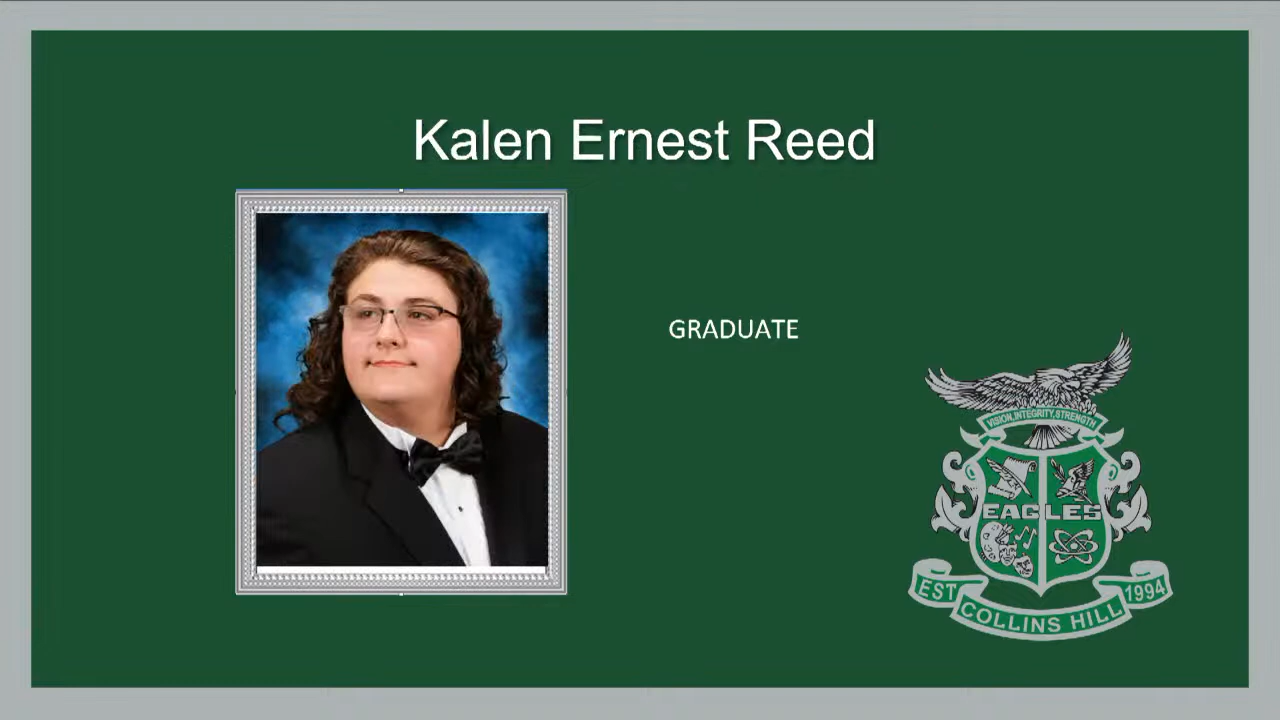 Kalen Ernest Reed
GRADUATE
VISION, INTEGRITY, STRENGTH
EAGLES
EST 1994
COLLINS HILL